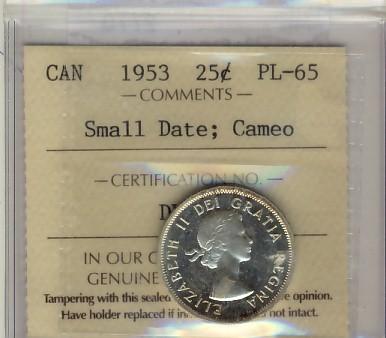 CAN 1953 25¢ PL-65
— COMMENTS —
Small Date; Cameo
— CERTIFICATION NO. —
ELIZABETH II DEI GRATIA REGINA
IN OUR
GENUINE
Tampering with this sealed opinion.
Have holder replaced if not intact.